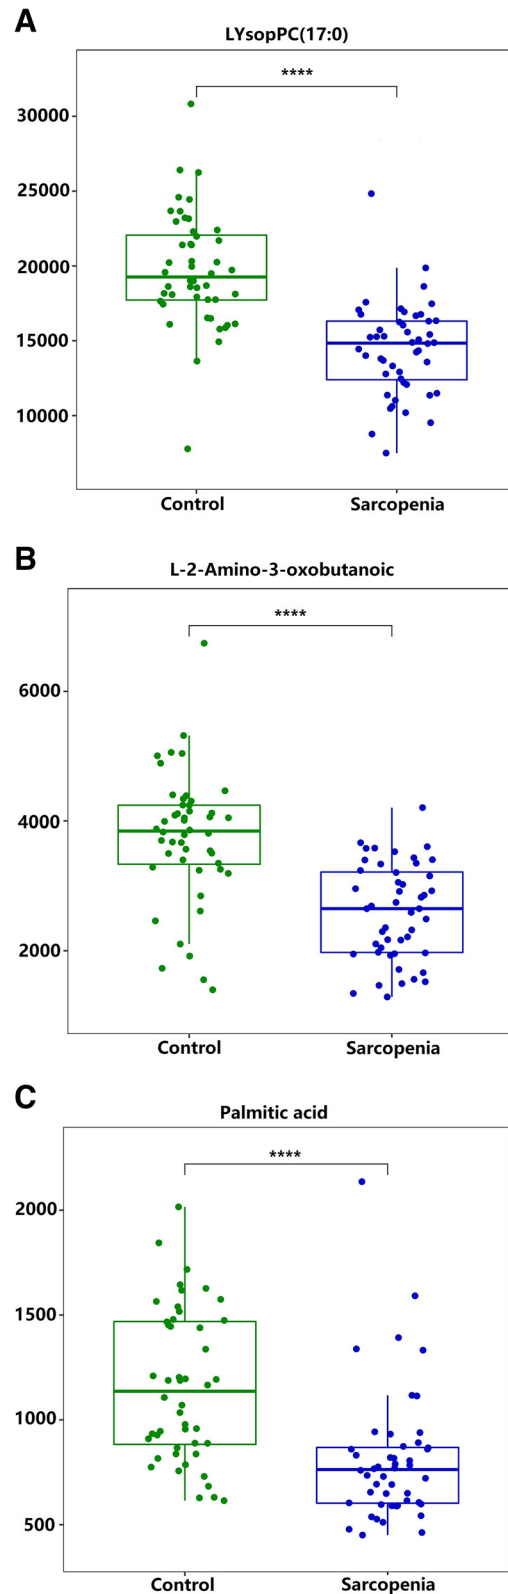 A
LYsopPC(17:0)
****
30000
25000
20000
15000
10000
Control Sarcopenia
B
L-2-Amino-3-oxobutanoic
****
6000
4000
2000
Control Sarcopenia
C
Palmitic acid
****
2000
1500
1000
500
Control Sarcopenia